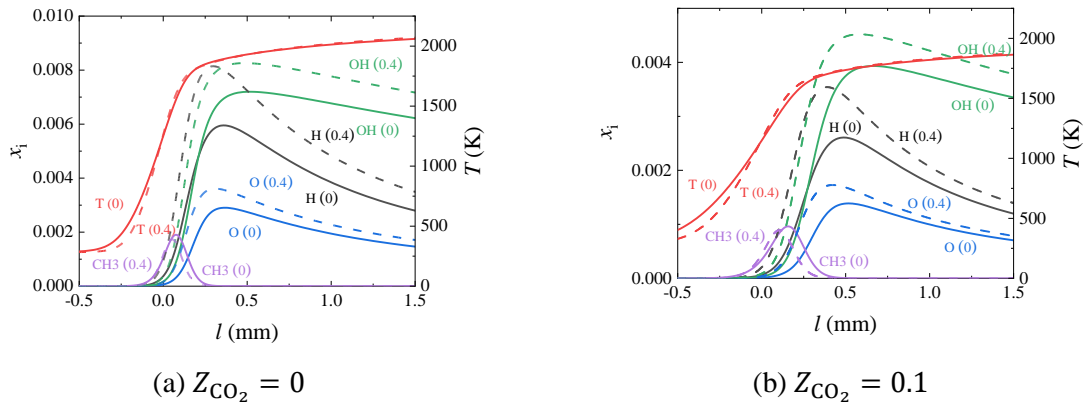 0.010
0.008
0.006
0.004
0.002
0.000
x_i
2000
1500
1000
500
0
T (K)
OH (0.4)
OH (0)
H (0.4)
H (0)
O (0.4)
O (0)
T (0)
T (0.4)
CH3 (0.4)
CH3 (0)
-0.5 0.0 0.5 1.0 1.5
l (mm)
(a) Z_{CO_2} = 0
0.004
0.002
0.000
x_i
2000
1500
1000
500
0
T (K)
OH (0.4)
OH (0)
H (0)
H (0.4)
O (0.4)
O (0)
T (0)
T (0.4)
CH3 (0.4)
CH3 (0)
-0.5 0.0 0.5 1.0 1.5
l (mm)
(b) Z_{CO_2} = 0.1